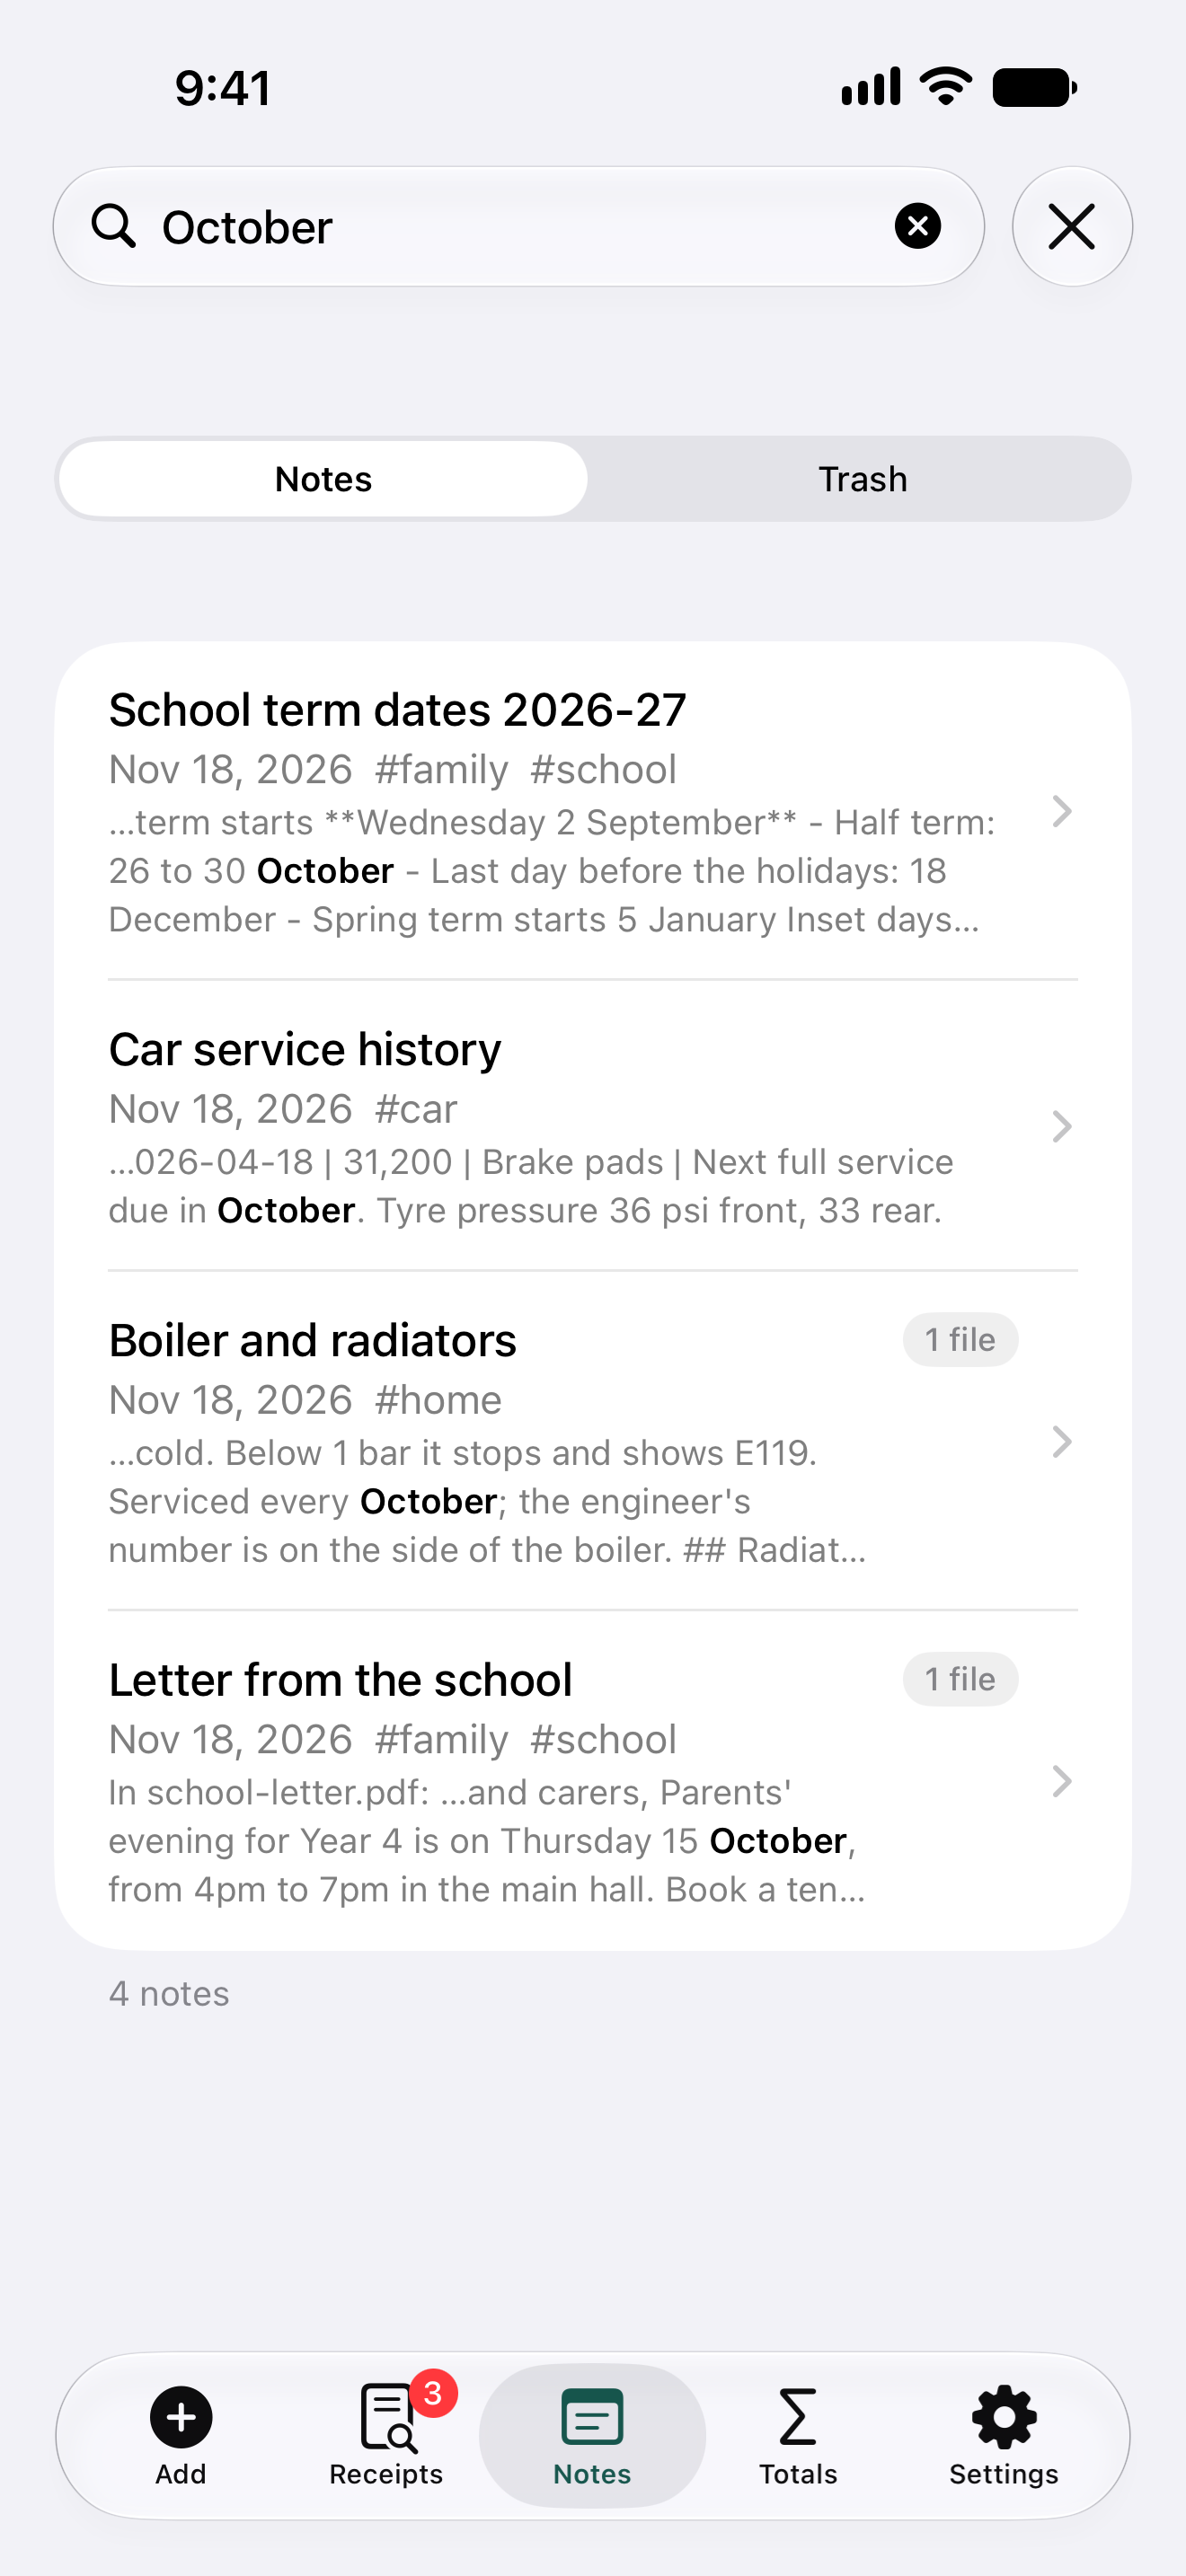 9:41
October
Notes
Trash
School term dates 2026-27
Nov 18, 2026 #family #school
...term starts **Wednesday 2 September** - Half term:
26 to 30 October - Last day before the holidays: 18
December - Spring term starts 5 January Inset days...
Car service history
Nov 18, 2026 #car
...026-04-18 | 31,200 | Brake pads | Next full service
due in October. Tyre pressure 36 psi front, 33 rear.
Boiler and radiators
1 file
Nov 18, 2026 #home
...cold. Below 1 bar it stops and shows E119.
Serviced every October; the engineer's
number is on the side of the boiler. ## Radiat...
Letter from the school
1 file
Nov 18, 2026 #family #school
In school-letter.pdf: ...and carers, Parents'
evening for Year 4 is on Thursday 15 October,
from 4pm to 7pm in the main hall. Book a ten...
4 notes
3
Add
Receipts
Notes
Totals
Settings